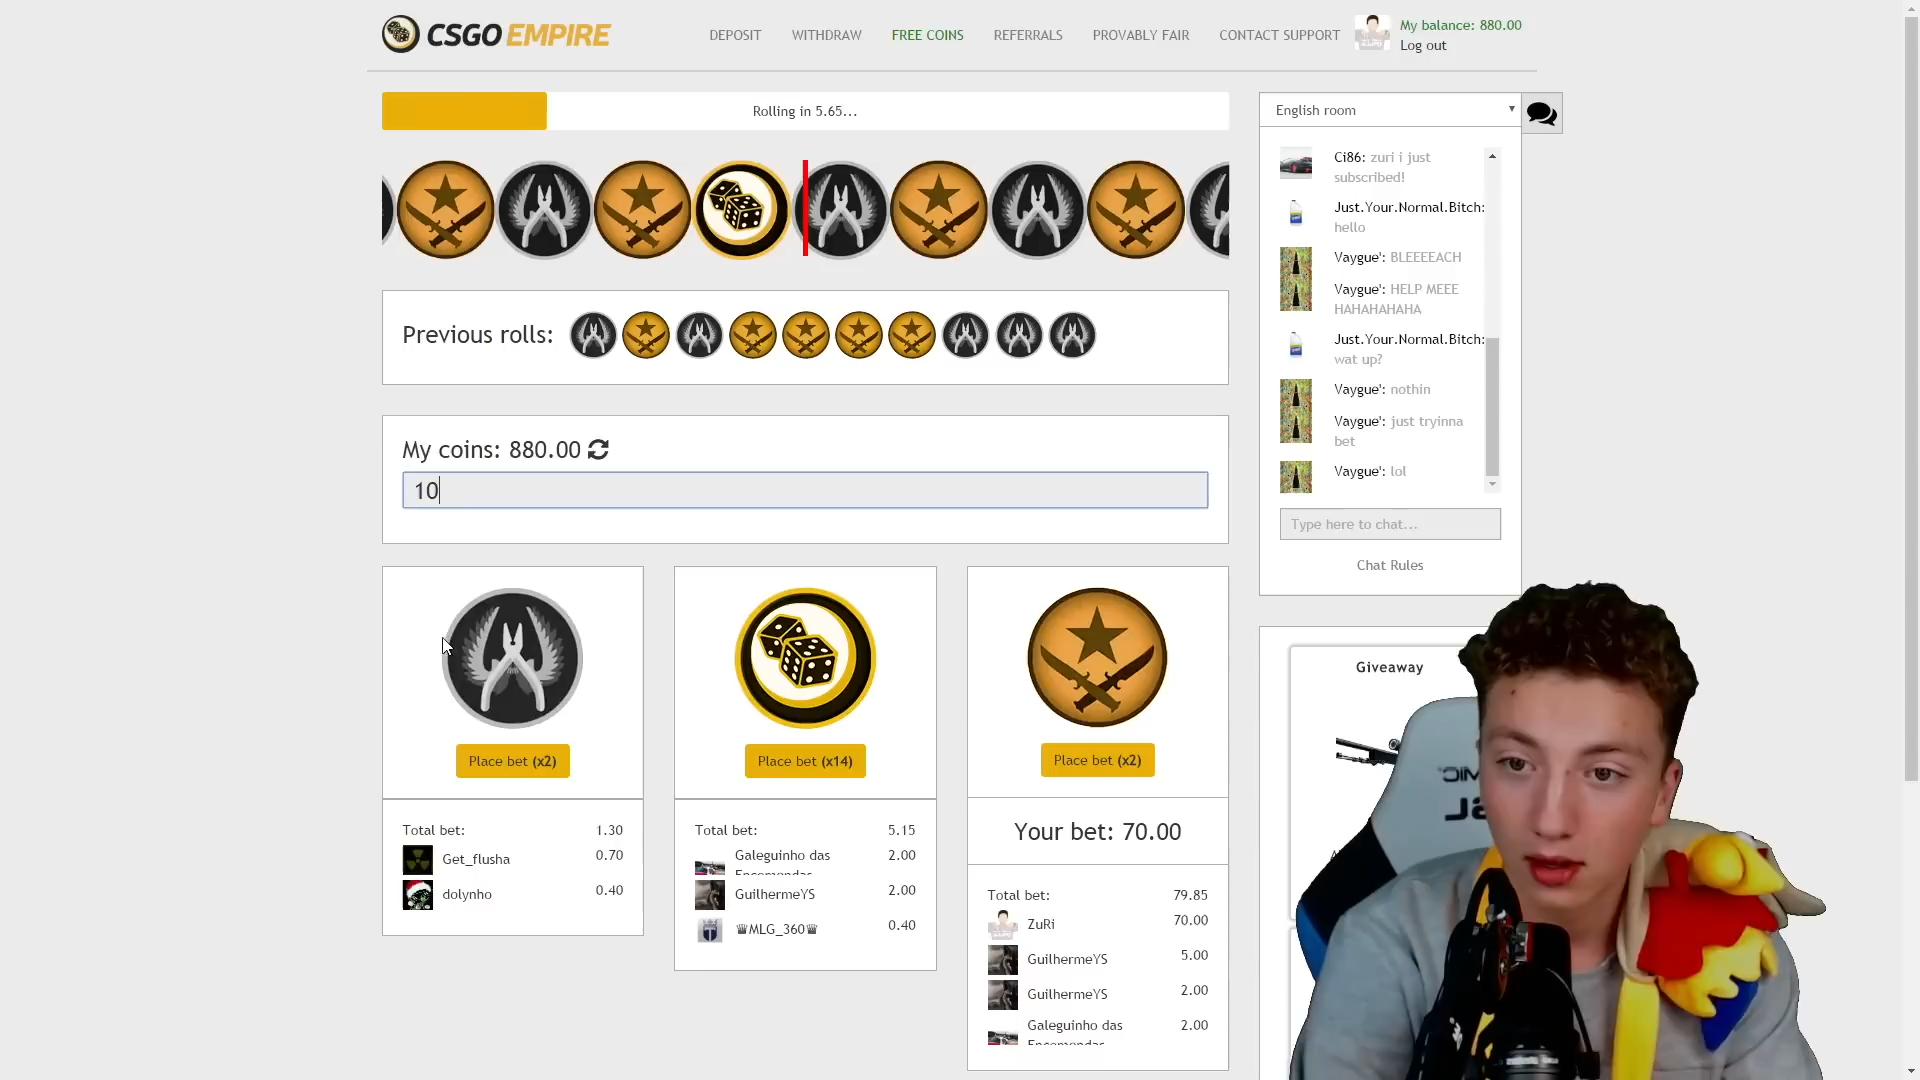 CSGO EMPIRE
DEPOSIT
WITHDRAW
FREE COINS
REFERRALS
PROVABLY FAIR
CONTACT SUPPORT
My balance: 880.00
Log out
Rolling in 5.65...
Previous rolls:
My coins: 880.00
10
Place bet (x2)
Total bet: 1.30
Get_flusha 0.70
dolynho 0.40
Place bet (x14)
Total bet: 5.15
Galeguinho das 2.00
Encomendas
GuilhermeYS 2.00
♕MLG_360♕ 0.40
Place bet (x2)
Your bet: 70.00
Total bet: 79.85
ZuRi 70.00
GuilhermeYS 5.00
GuilhermeYS 2.00
Galeguinho das 2.00
Encomendas
English room
Ci86: zuri i just
subscribed!
Just.Your.Normal.Bitch:
hello
Vaygue': BLEEEEACH
Vaygue': HELP MEEE
HAHAHAHAHA
Just.Your.Normal.Bitch:
wat up?
Vaygue': nothin
Vaygue': just tryinna
bet
Vaygue': lol
Type here to chat...
Chat Rules
Giveaway